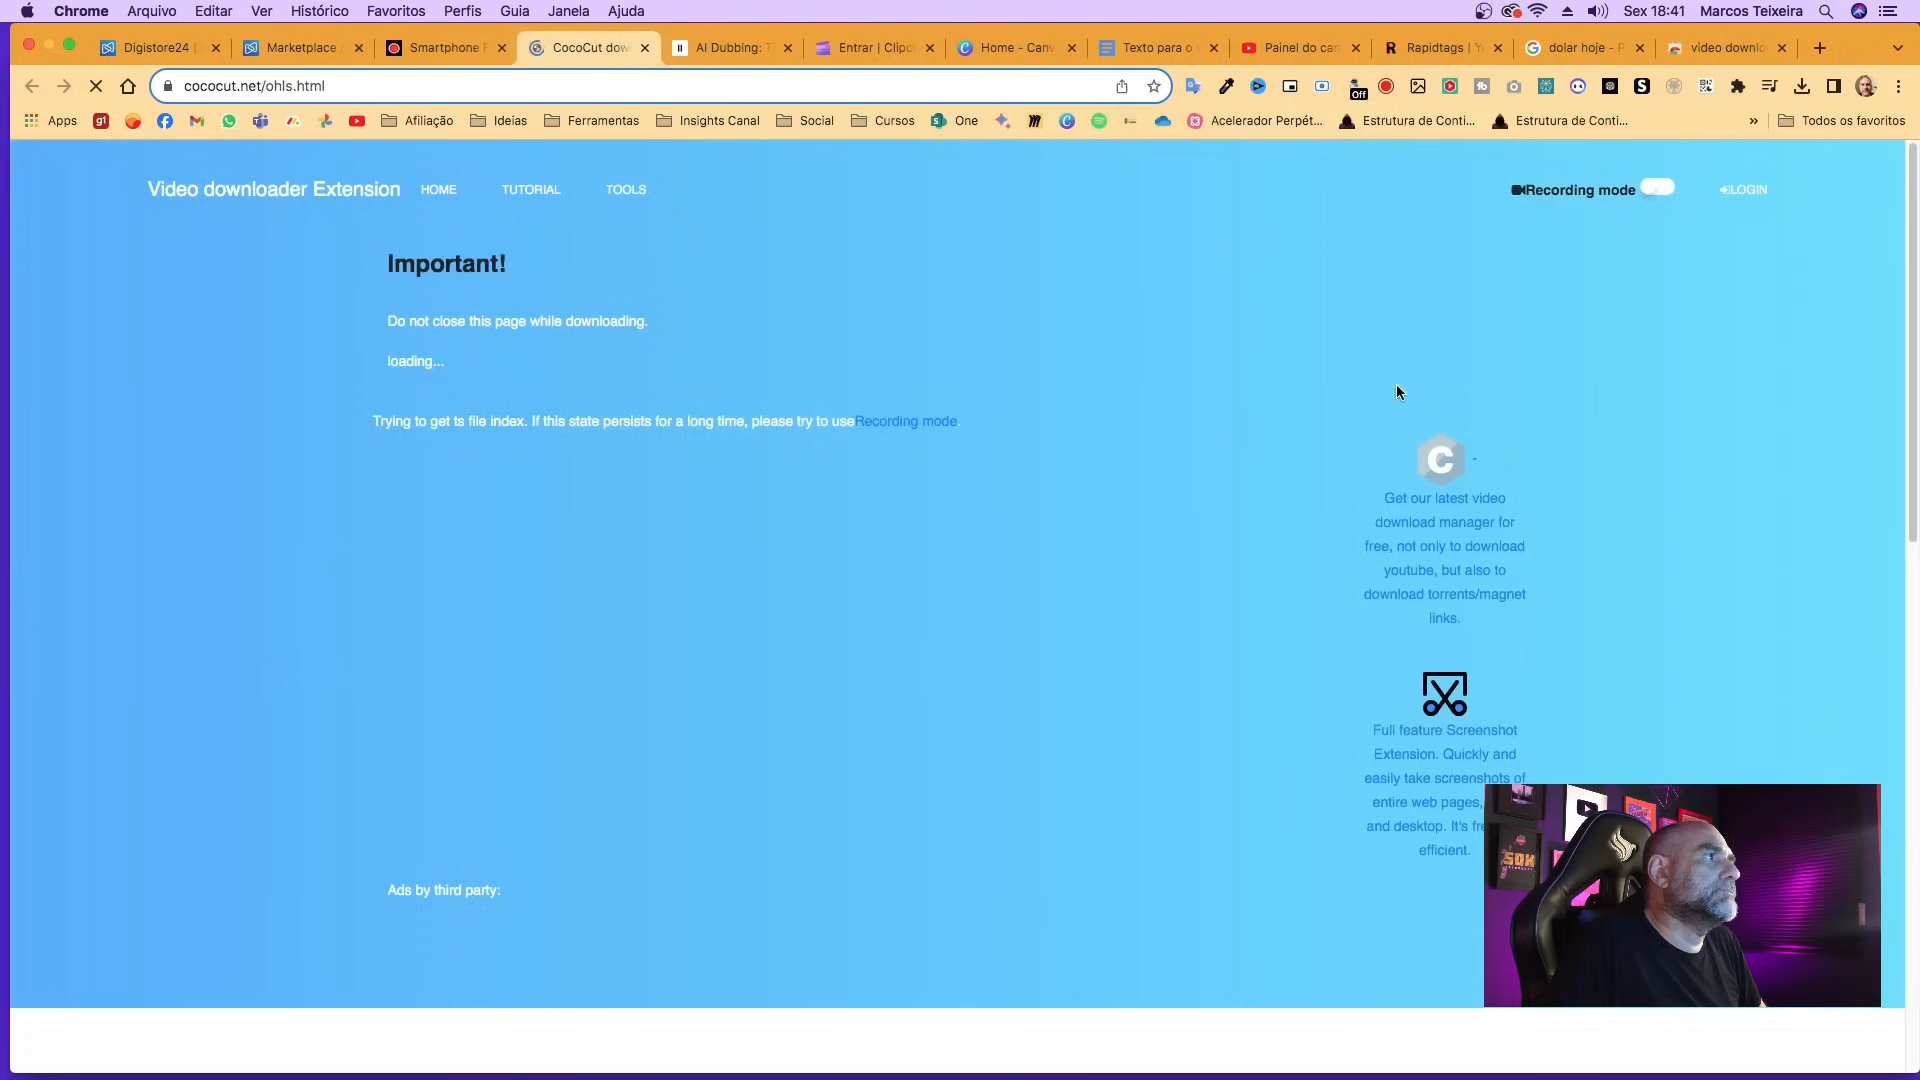 Chrome Arquivo Editar Ver Histórico Favoritos Perfis Guia Janela Ajuda Sex 18:41 Marcos Teixeira
Digistore24 | Marketplace Smartphone F CocoCut dow AI Dubbing: T Entrar | Clipc Home - Canv Texto para o Painel do can Rapidtags | Y dolar hoje - P video downlo
cococut.net/ohls.html
Off
Apps Afiliação Ideias Ferramentas Insights Canal Social Cursos One Acelerador Perpét... Estrutura de Conti... Estrutura de Conti... » Todos os favoritos
Video downloader Extension HOME TUTORIAL TOOLS Recording mode LOGIN
Important!
Do not close this page while downloading.
loading...
Trying to get ts file index. If this state persists for a long time, please try to useRecording mode.
C -
Get our latest video
download manager for
free, not only to download
youtube, but also to
download torrents/magnet
links.
Full feature Screenshot
Extension. Quickly and
easily take screenshots of
entire web pages,
and desktop. It's fr
efficient.
Ads by third party: